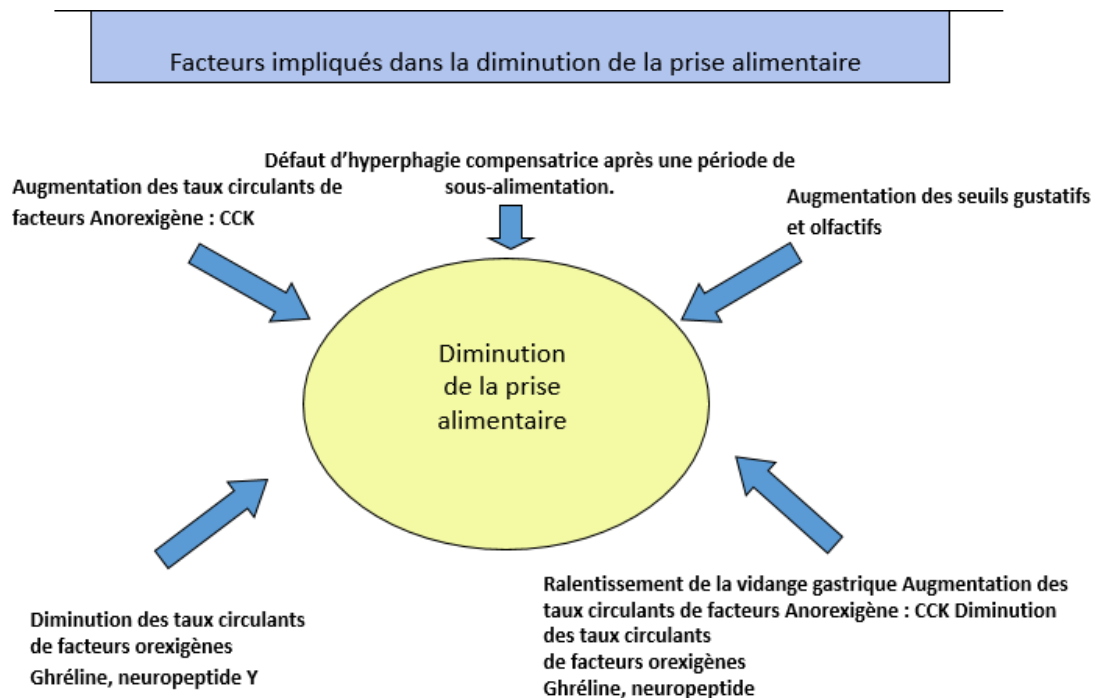 Facteurs impliqués dans la diminution de la prise alimentaire
Défaut d’hyperphagie compensatrice après une période de
sous-alimentation.
Augmentation des taux circulants de
facteurs Anorexigène : CCK
Augmentation des seuils gustatifs
et olfactifs
Diminution
de la prise
alimentaire
Diminution des taux circulants
de facteurs orexigènes
Ghréline, neuropeptide Y
Ralentissement de la vidange gastrique Augmentation des
taux circulants de facteurs Anorexigène : CCK Diminution
des taux circulants
de facteurs orexigènes
Ghréline, neuropeptide